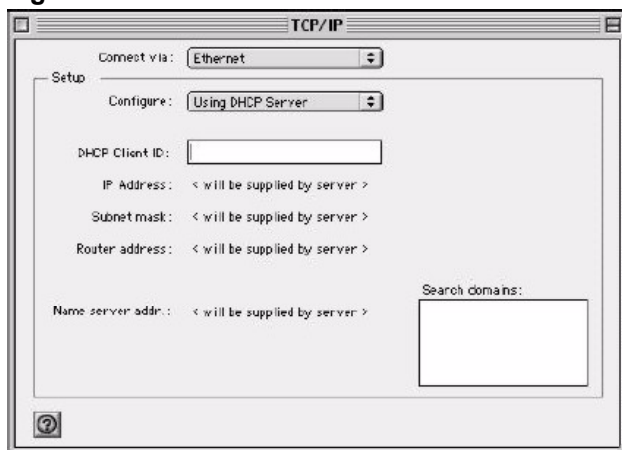 TCP/IP
Connect via: Ethernet
Setup
Configure: Using DHCP Server
DHCP Client ID:
IP Address: < will be supplied by server >
Subnet mask: < will be supplied by server >
Router address: < will be supplied by server >
Search domains:
Name server addr.: < will be supplied by server >
?